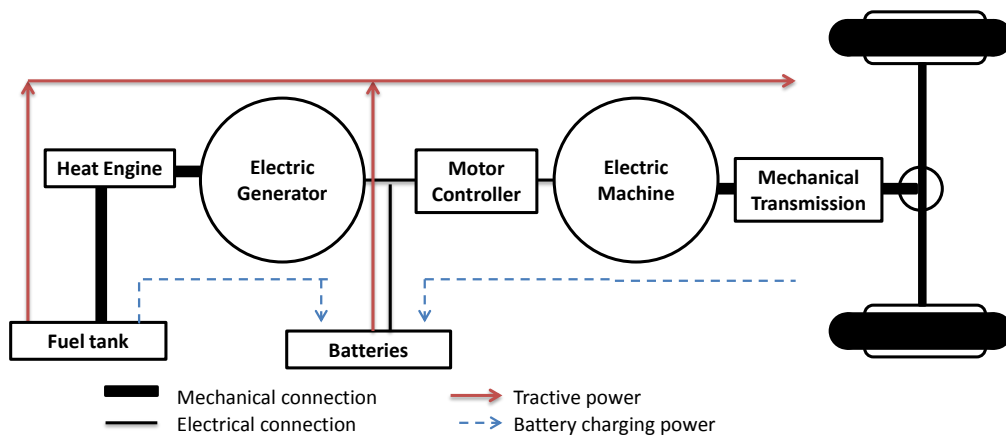 Heat Engine
Electric
Generator
Motor
Controller
Electric
Machine
Mechanical
Transmission
Fuel tank
Batteries
Mechanical connection
Tractive power
Electrical connection
Battery charging power